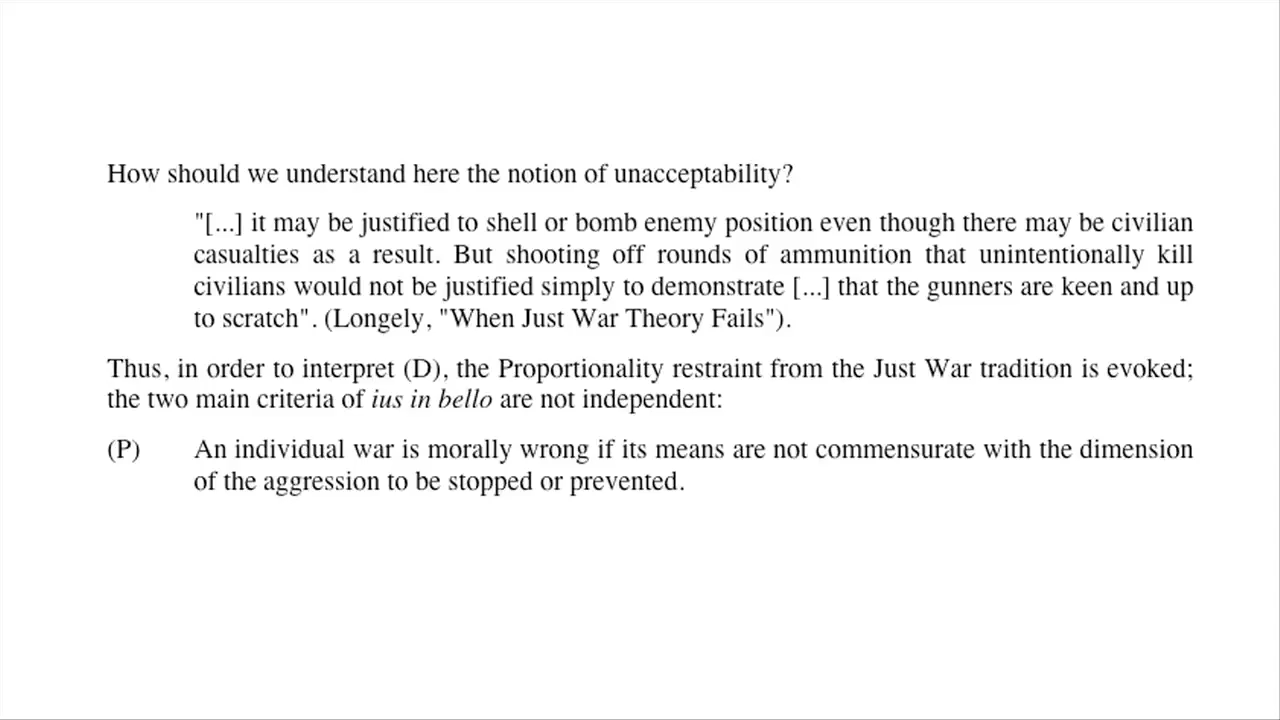 How should we understand here the notion of unacceptability?
"[...] it may be justified to shell or bomb enemy position even though there may be civilian
casualties as a result. But shooting off rounds of ammunition that unintentionally kill
civilians would not be justified simply to demonstrate [...] that the gunners are keen and up
to scratch". (Longely, "When Just War Theory Fails").
Thus, in order to interpret (D), the Proportionality restraint from the Just War tradition is evoked;
the two main criteria of ius in bello are not independent:
(P) An individual war is morally wrong if its means are not commensurate with the dimension
of the aggression to be stopped or prevented.